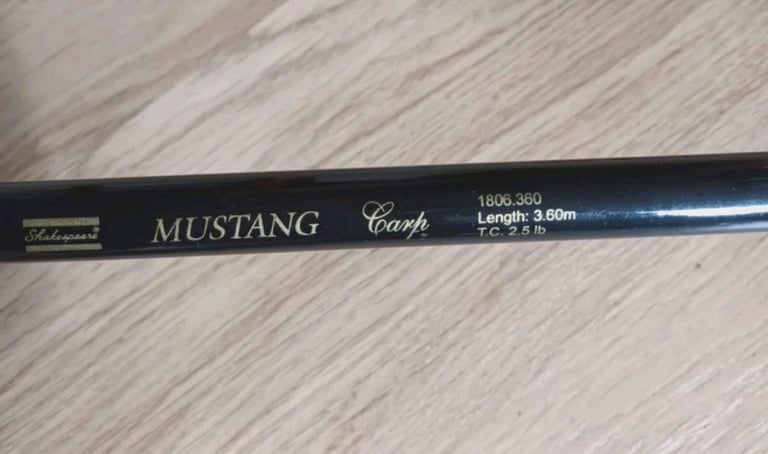 Shakespeare®
MUSTANG Carp
1806.360
Length: 3.60m
T.C. 2.5 lb